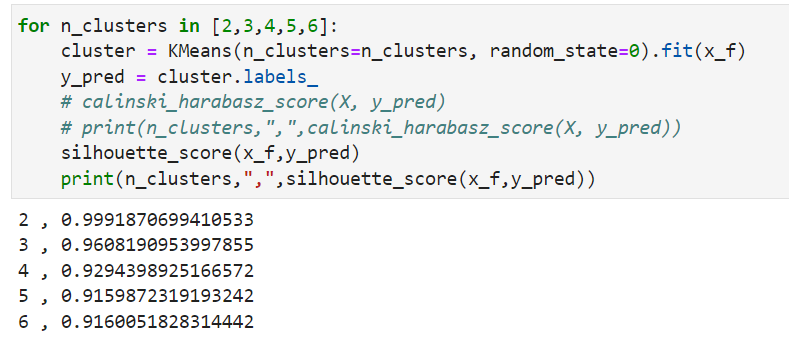 for n_clusters in [2,3,4,5,6]:
    cluster = KMeans(n_clusters=n_clusters, random_state=0).fit(x_f)
    y_pred = cluster.labels_
    # calinski_harabasz_score(X, y_pred)
    # print(n_clusters,",",calinski_harabasz_score(X, y_pred))
    silhouette_score(x_f,y_pred)
    print(n_clusters,",",silhouette_score(x_f,y_pred))
2 , 0.9991870699410533
3 , 0.9608190953997855
4 , 0.9294398925166572
5 , 0.9159872319193242
6 , 0.9160051828314442